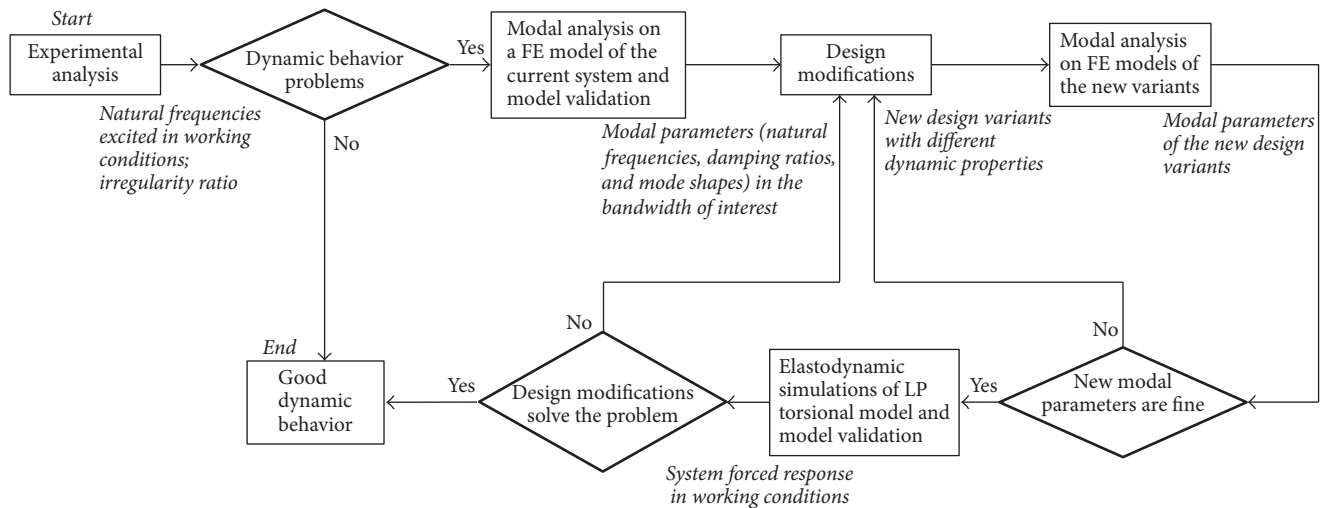 Start
Experimental
analysis
Natural frequencies
excited in working
conditions;
irregularity ratio
Dynamic behavior
problems
Yes
No
Modal analysis on
a FE model of the
current system and
model validation
Modal parameters (natural
frequencies, damping ratios,
and mode shapes) in the
bandwidth of interest
Design
modifications
New design variants
with different
dynamic properties
Modal analysis
on FE models of
the new variants
Modal parameters
of the new design
variants
New modal
parameters are fine
No
Yes
Elastodynamic
simulations of LP
torsional model and
model validation
System forced response
in working conditions
Design modifications
solve the problem
No
Yes
End
Good
dynamic
behavior